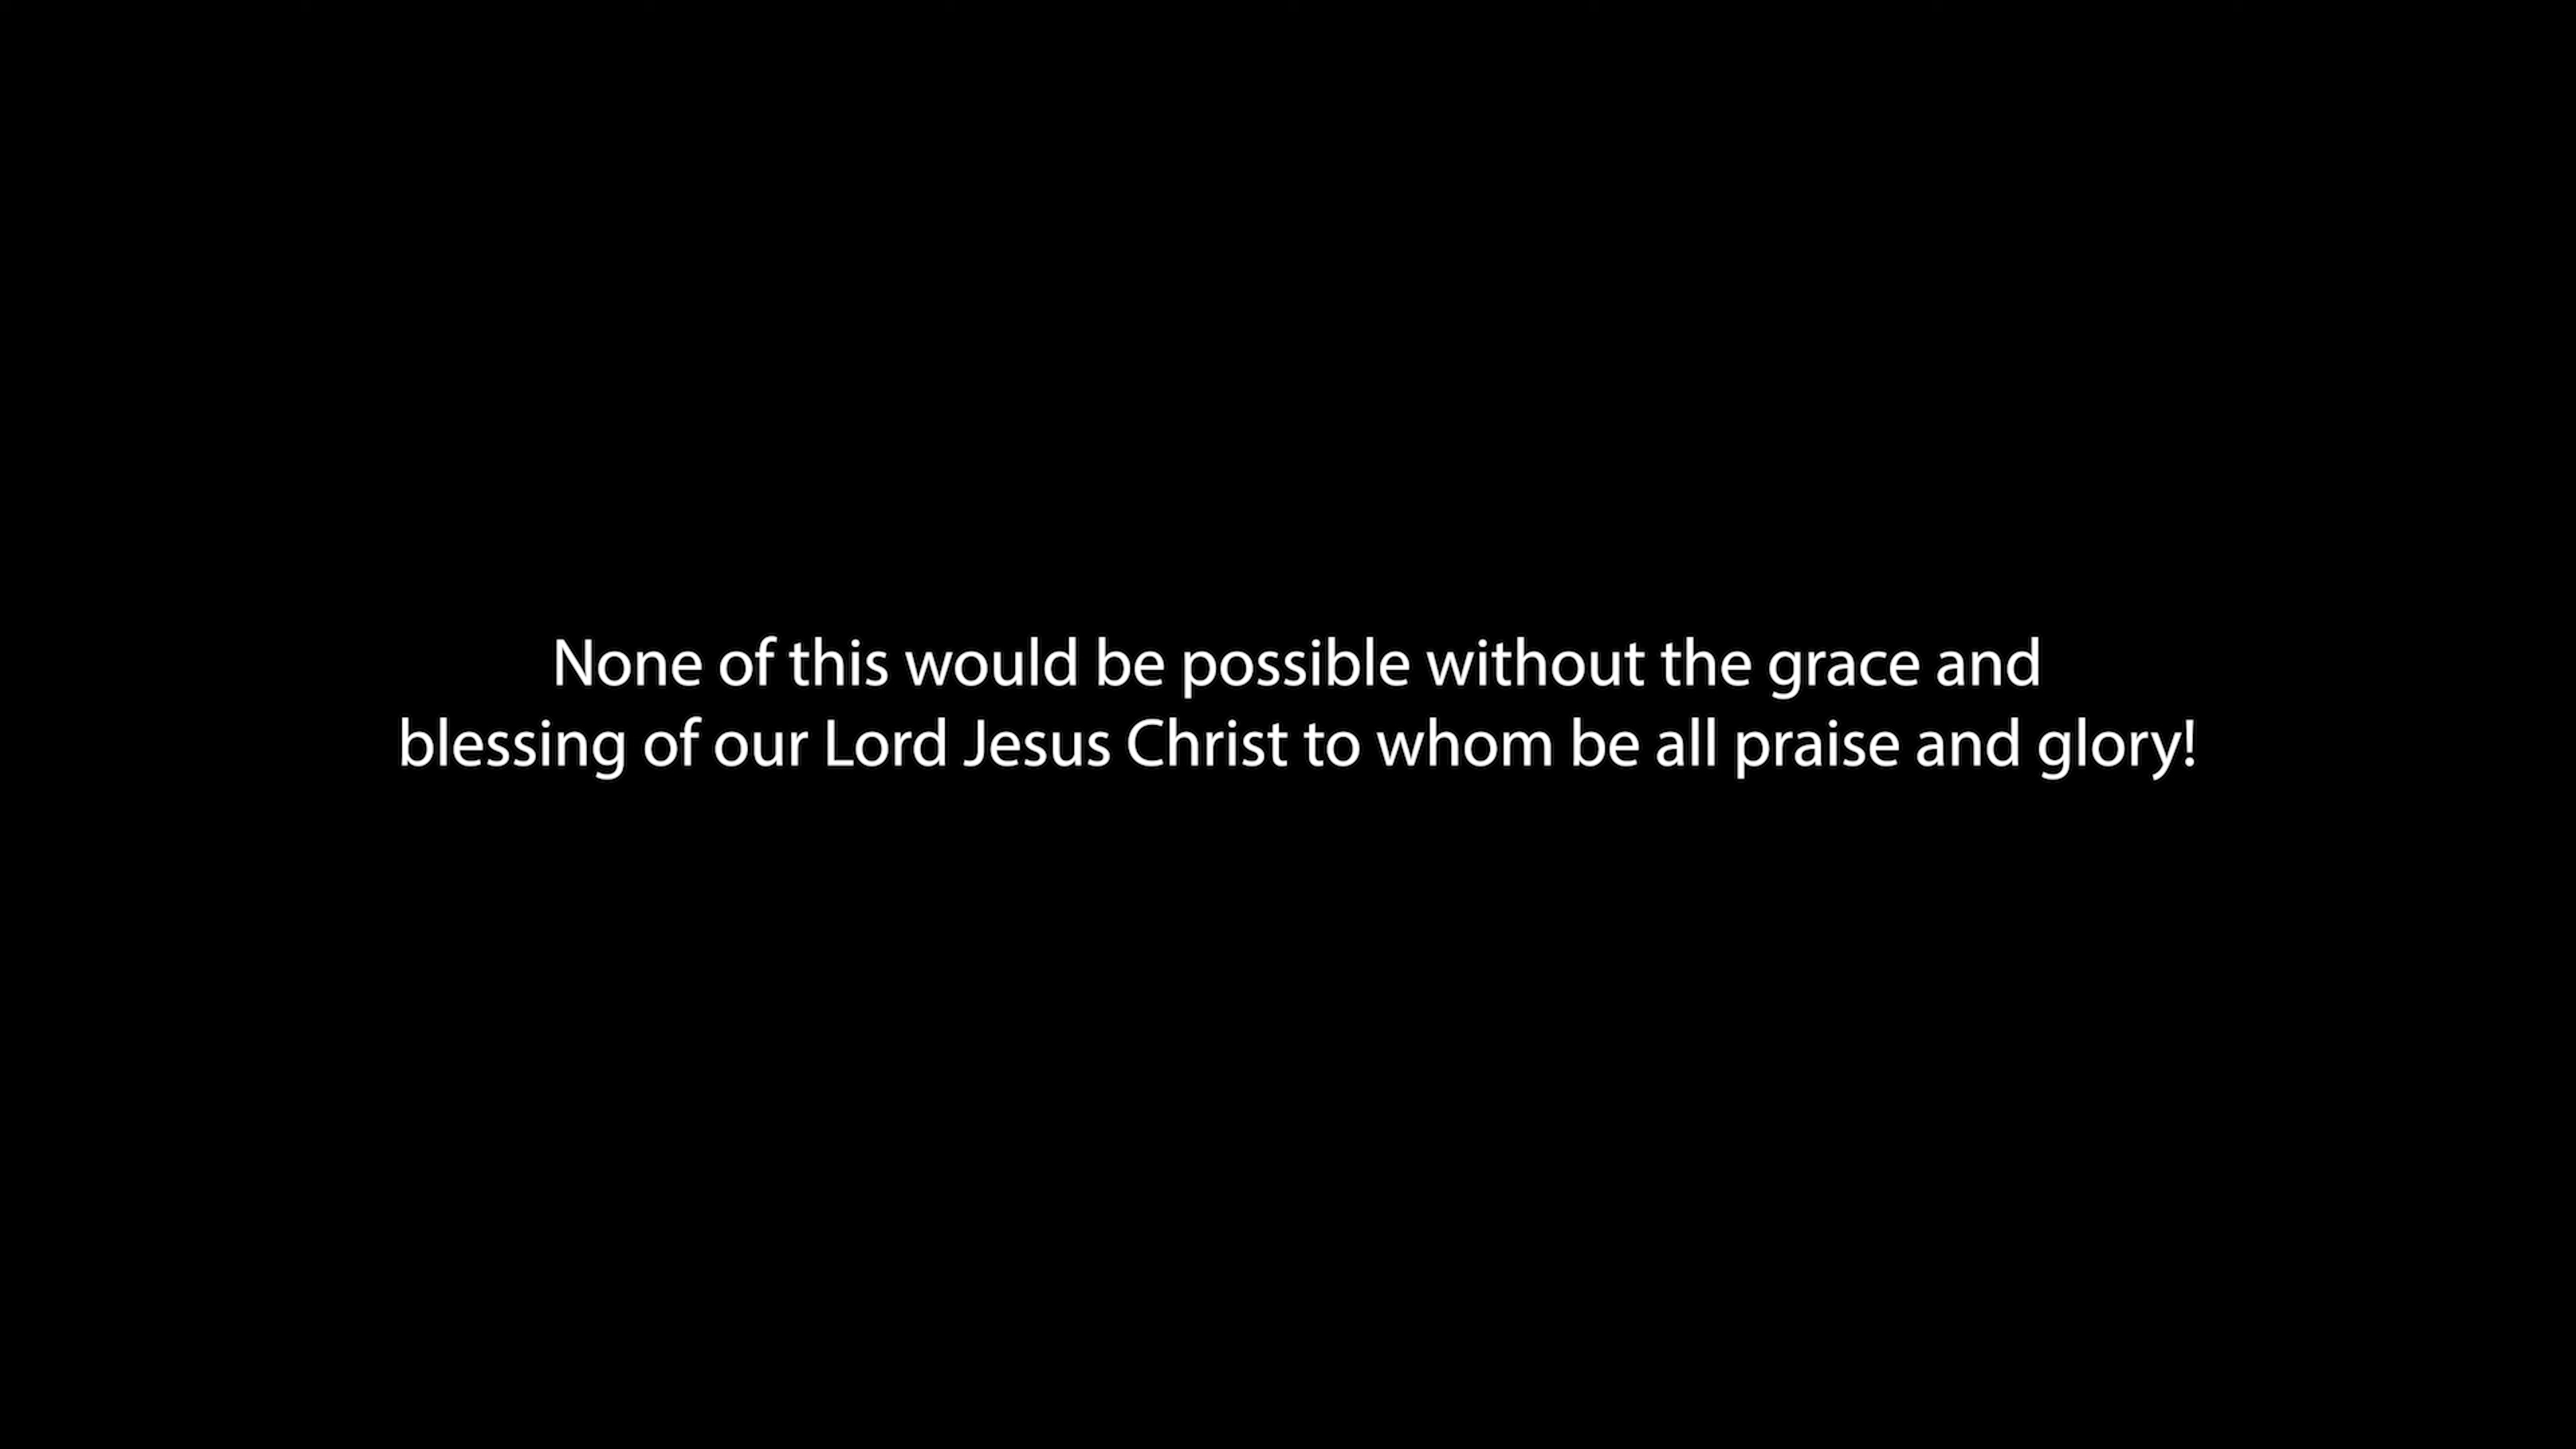 None of this would be possible without the grace and
blessing of our Lord Jesus Christ to whom be all praise and glory!